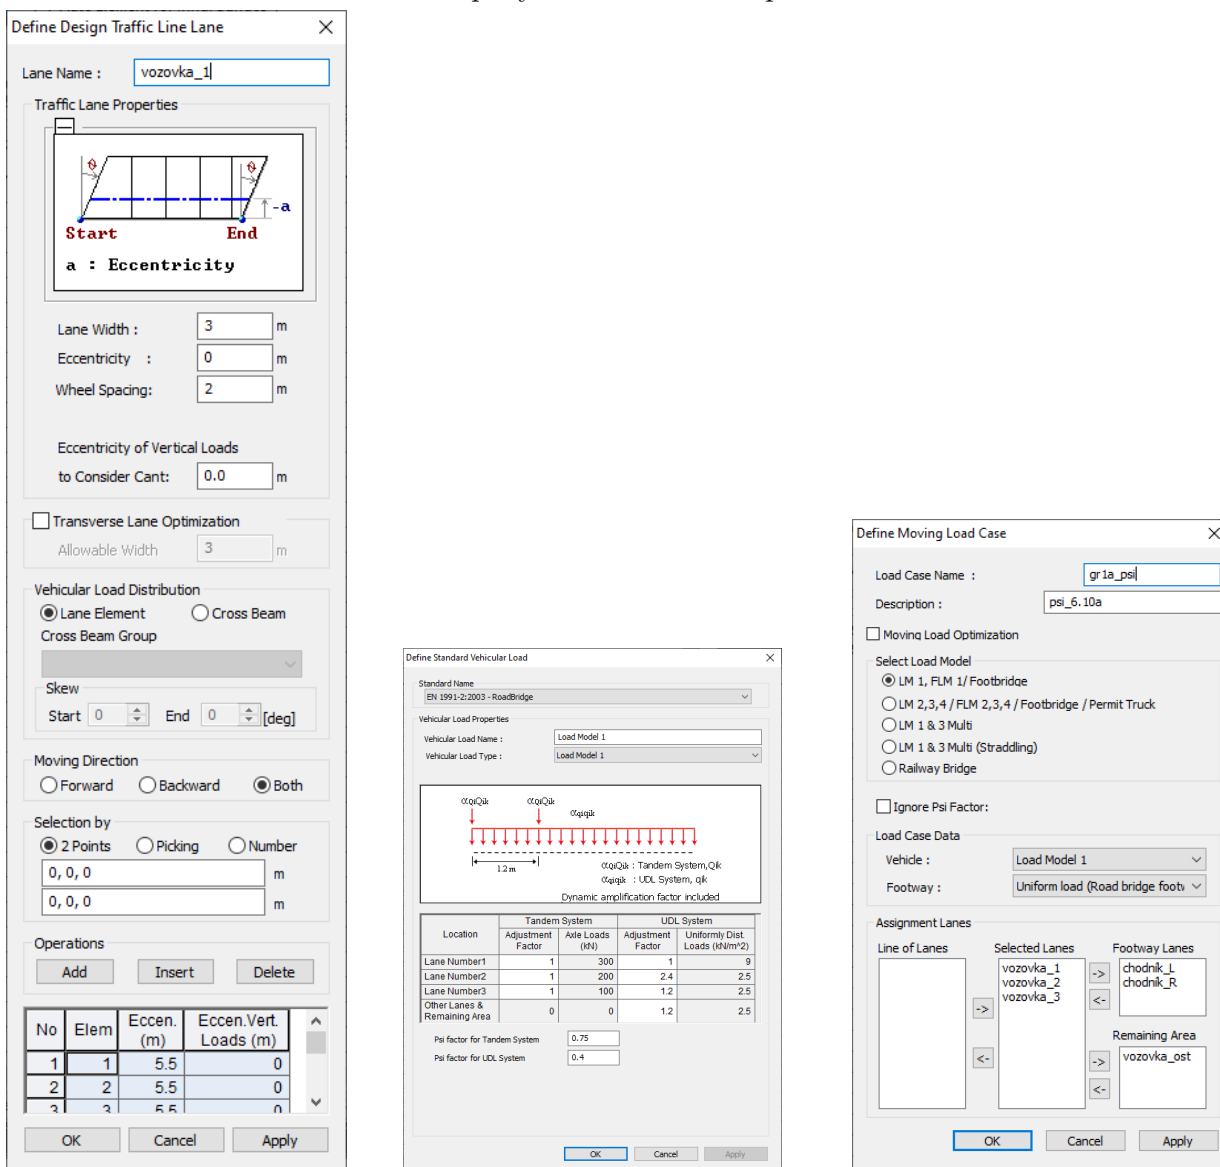 Define Design Traffic Line Lane
Lane Name :
vozovka_1
Traffic Lane Properties
θ
θ
-a
Start
End
a : Eccentricity
Lane Width :
3
m
Eccentricity :
0
m
Wheel Spacing:
2
m
Eccentricity of Vertical Loads
to Consider Cant:
0.0
m
Transverse Lane Optimization
Allowable Width
3
m
Vehicular Load Distribution
Lane Element
Cross Beam
Cross Beam Group
Skew
Start
0
End
0
[deg]
Moving Direction
Forward
Backward
Both
Selection by
2 Points
Picking
Number
0, 0, 0
m
0, 0, 0
m
Operations
Add
Insert
Delete
No Elem Eccen. (m) Eccen.Vert. Loads (m)
1 1 5.5 0
2 2 5.5 0
3 3 5.5 0
OK
Cancel
Apply
Define Standard Vehicular Load
Standard Name
EN 1991-2:2003 - RoadBridge
Vehicular Load Properties
Vehicular Load Name :
Load Model 1
Vehicular Load Type :
Load Model 1
αQiQik
αQiQik
αqiqik
1.2 m
αQiQik : Tandem System,Qik
αqiqik : UDL System, qik
Dynamic amplification factor included
Location
Tandem System
UDL System
Adjustment Factor
Axle Loads (kN)
Adjustment Factor
Uniformly Dist. Loads (kN/m^2)
Lane Number1 1 300 1 9
Lane Number2 1 200 2.4 2.5
Lane Number3 1 100 1.2 2.5
Other Lanes &
Remaining Area 0 0 1.2 2.5
Psi factor for Tandem System
0.75
Psi factor for UDL System
0.4
OK
Cancel
Apply
Define Moving Load Case
Load Case Name :
gr1a_psi
Description :
psi_6.10a
Moving Load Optimization
Select Load Model
LM 1, FLM 1/ Footbridge
LM 2,3,4 / FLM 2,3,4 / Footbridge / Permit Truck
LM 1 & 3 Multi
LM 1 & 3 Multi (Straddling)
Railway Bridge
Ignore Psi Factor:
Load Case Data
Vehicle :
Load Model 1
Footway :
Uniform load (Road bridge footv
Assignment Lanes
Line of Lanes
Selected Lanes
Footway Lanes
vozovka_1
vozovka_2
vozovka_3
->
<-
->
<-
chodník_L
chodník_R
Remaining Area
->
<-
vozovka_ost
OK
Cancel
Apply